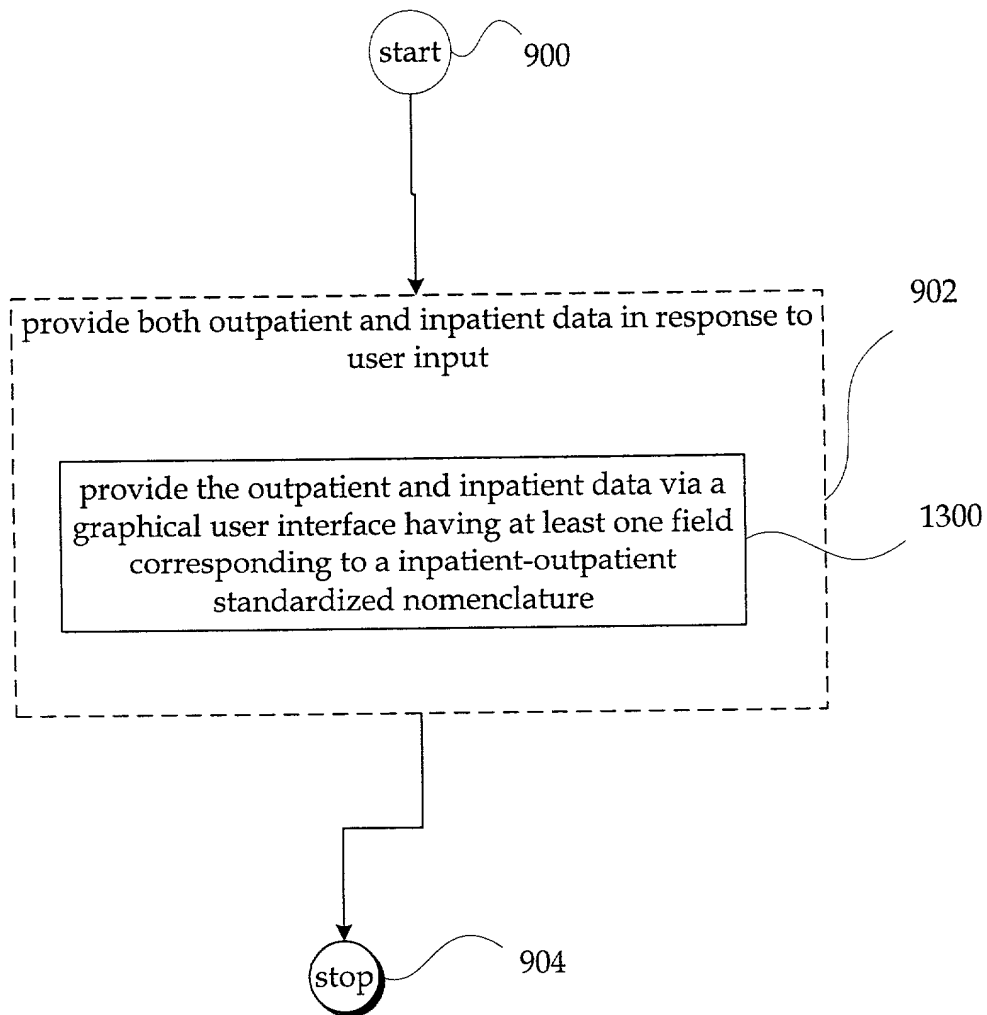 start
900
902
provide both outpatient and inpatient data in response to
user input
provide the outpatient and inpatient data via a
graphical user interface having at least one field
corresponding to a inpatient-outpatient
standardized nomenclature
1300
stop
904